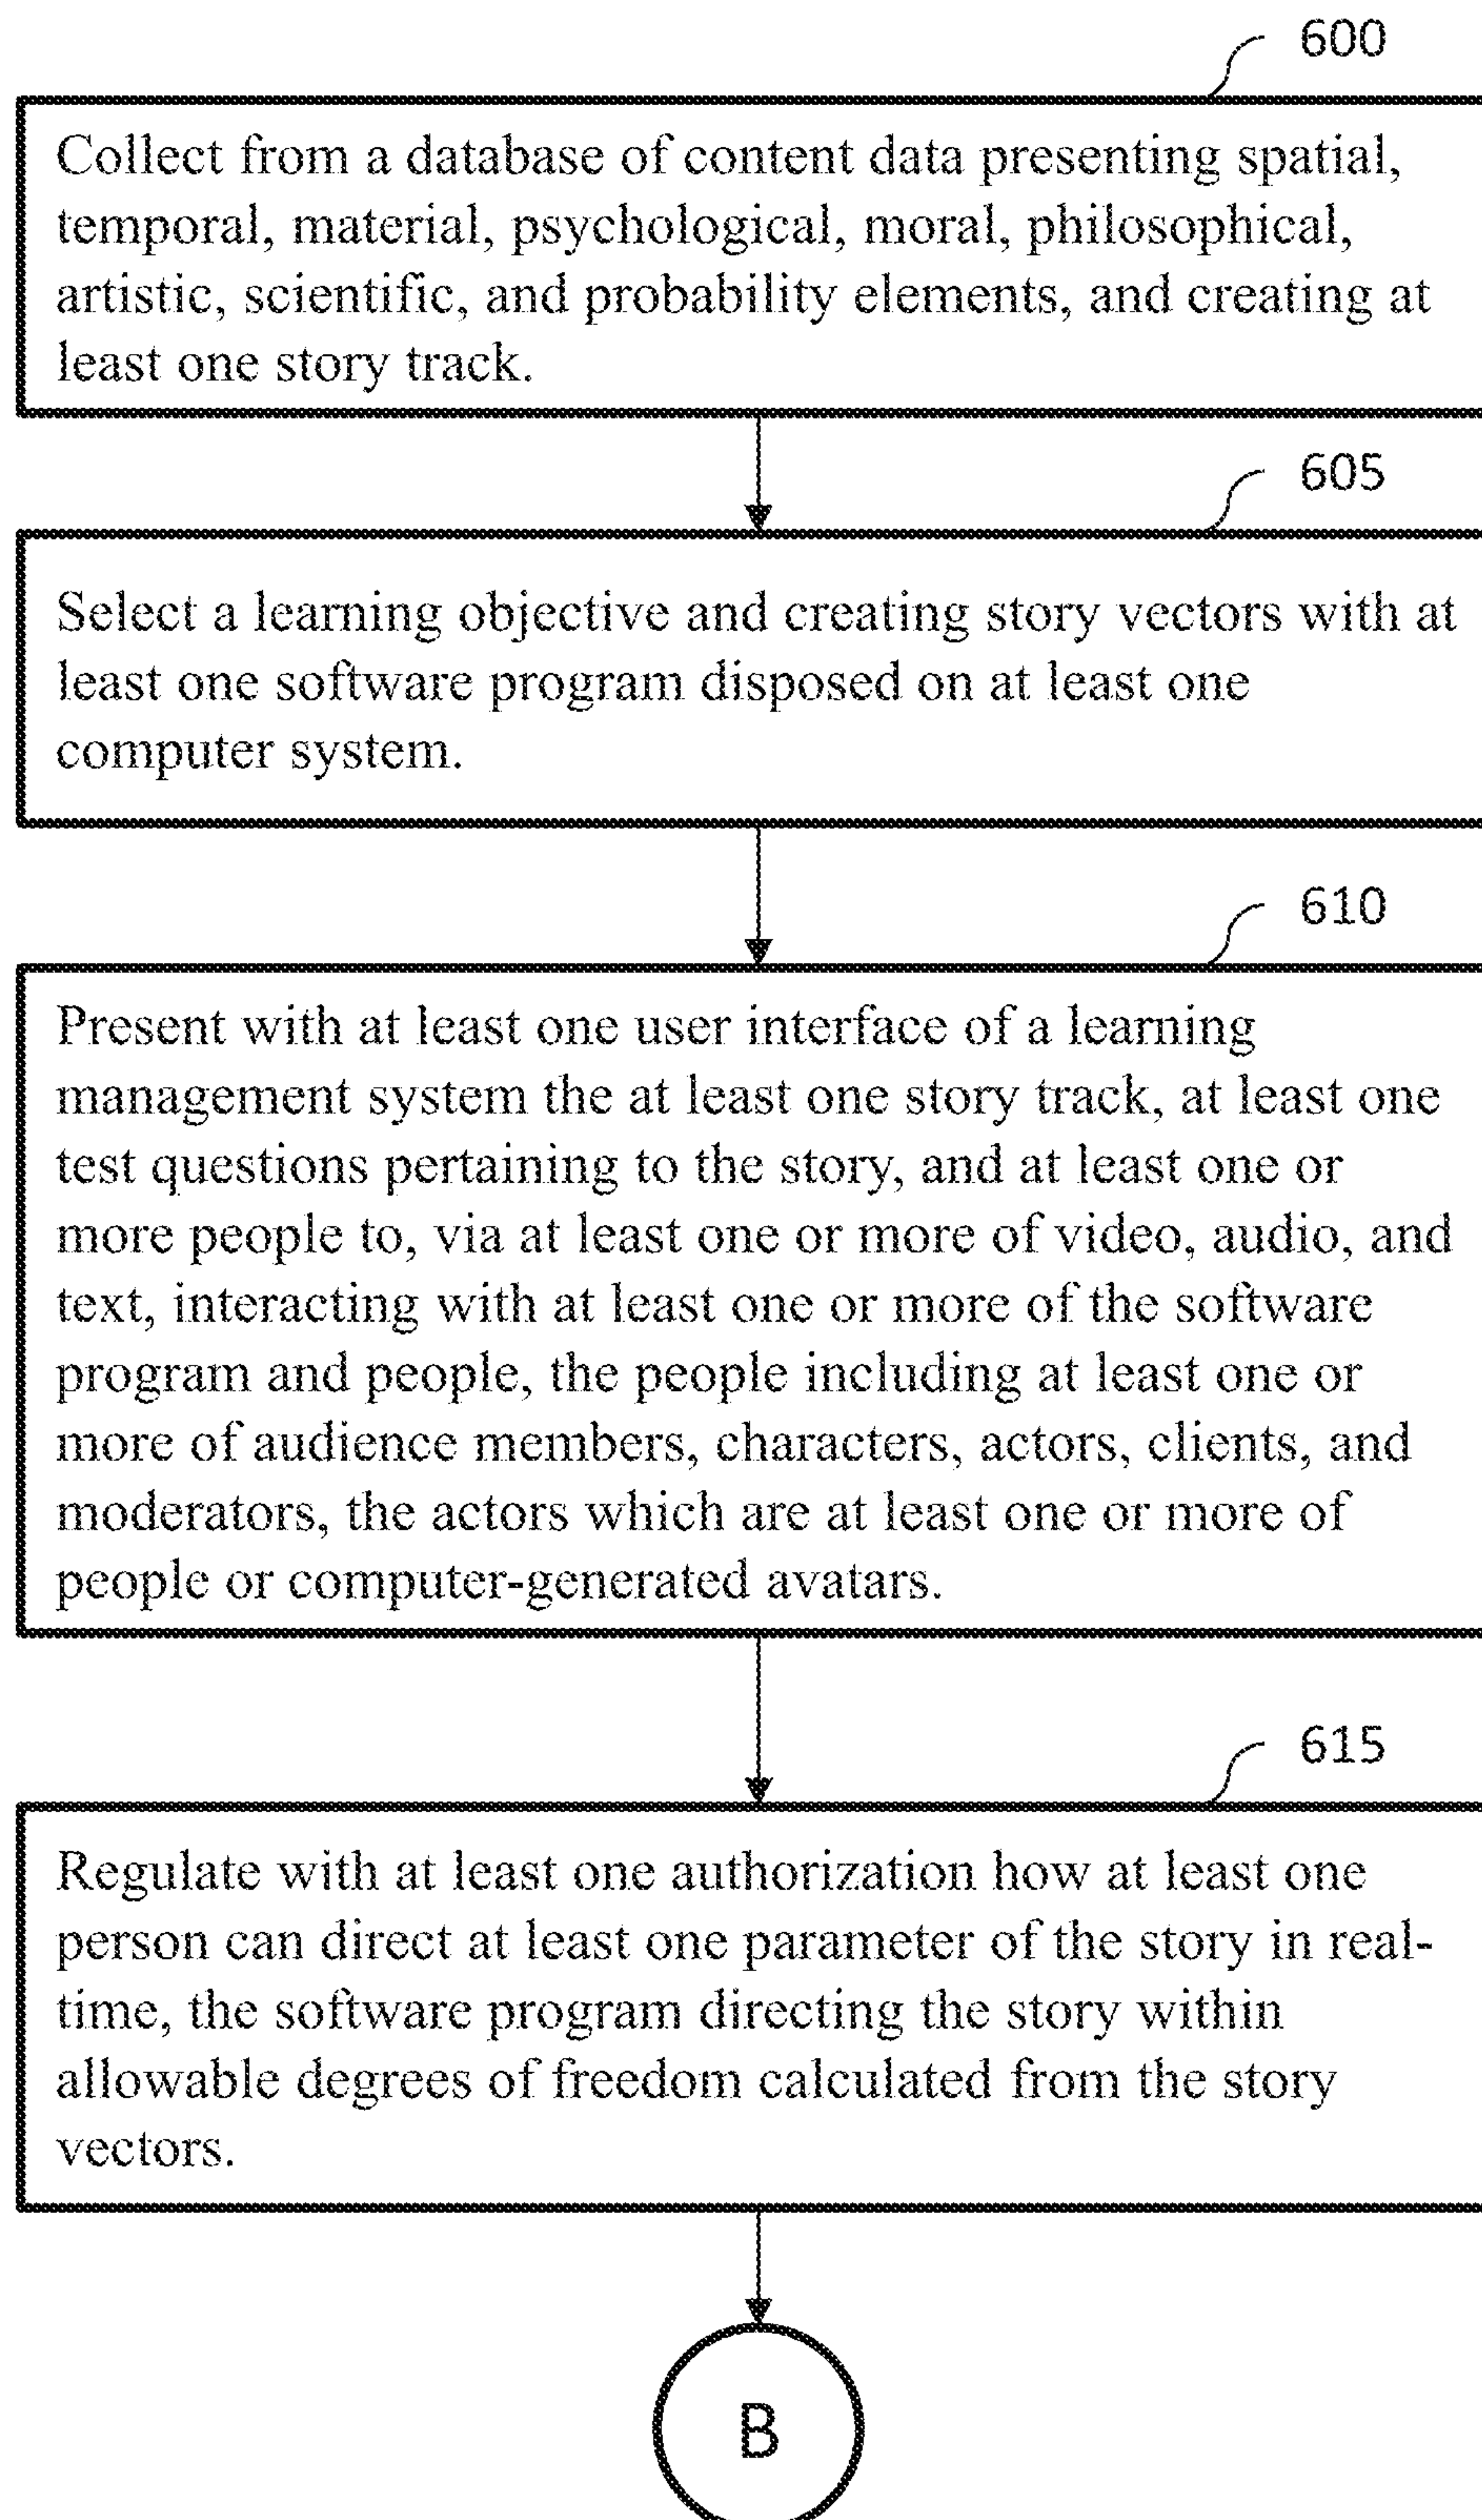 600
Collect from a database of content data presenting spatial,
temporal, material, psychological, moral, philosophical,
artistic, scientific, and probability elements, and creating at
least one story track.
605
Select a learning objective and creating story vectors with at
least one software program disposed on at least one
computer system.
610
Present with at least one user interface of a learning
management system the at least one story track, at least one
test questions pertaining to the story, and at least one or
more people to, via at least one or more of video, audio, and
text, interacting with at least one or more of the software
program and people, the people including at least one or
more of audience members, characters, actors, clients, and
moderators, the actors which are at least one or more of
people or computer-generated avatars.
615
Regulate with at least one authorization how at least one
person can direct at least one parameter of the story in real-
time, the software program directing the story within
allowable degrees of freedom calculated from the story
vectors.
B